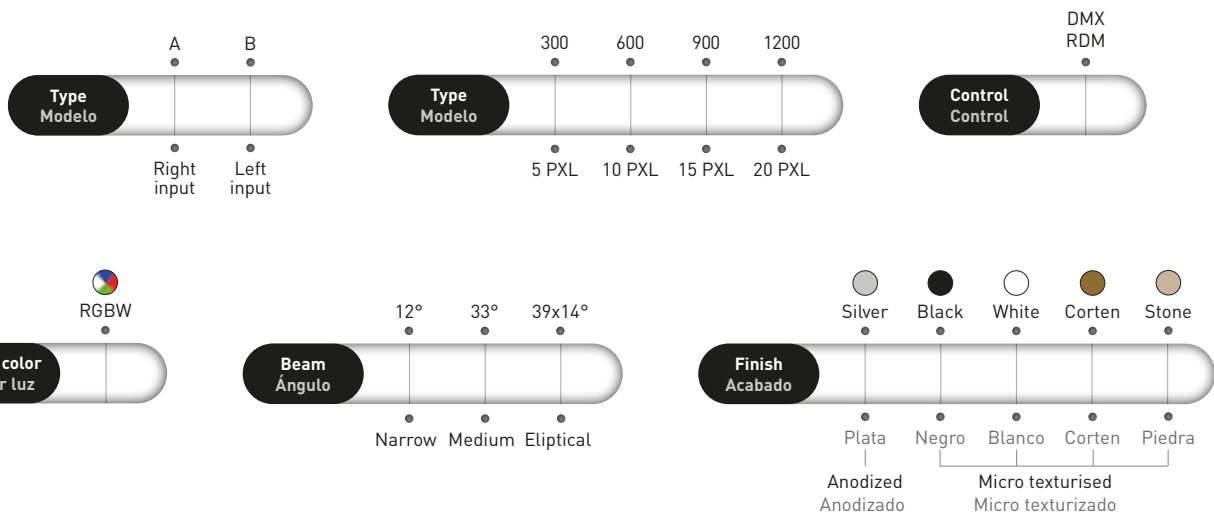 A B
Type
Modelo
Right
input
Left
input
300 600 900 1200
Type
Modelo
5 PXL 10 PXL 15 PXL 20 PXL
DMX
RDM
Control
Control
RGBW
color
r luz
12° 33° 39x14°
Beam
Ángulo
Narrow Medium Eliptical
Silver Black White Corten Stone
Finish
Acabado
Plata Negro Blanco Corten Piedra
Anodized
Anodizado
Micro texturised
Micro texturizado